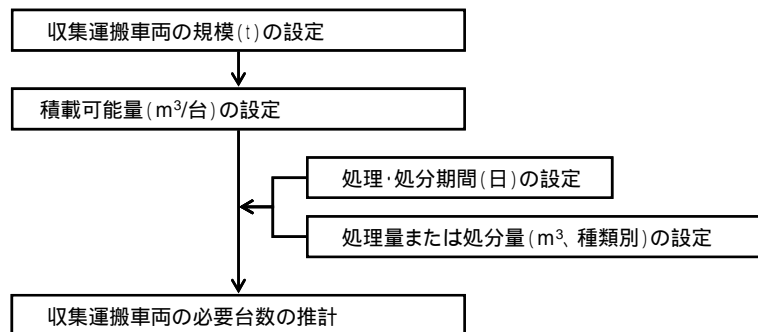 収集運搬車両の規模(t)の設定
積載可能量(m³/台)の設定
処理・処分期間(日)の設定
処理量または処分量(m³、種類別)の設定
収集運搬車両の必要台数の推計